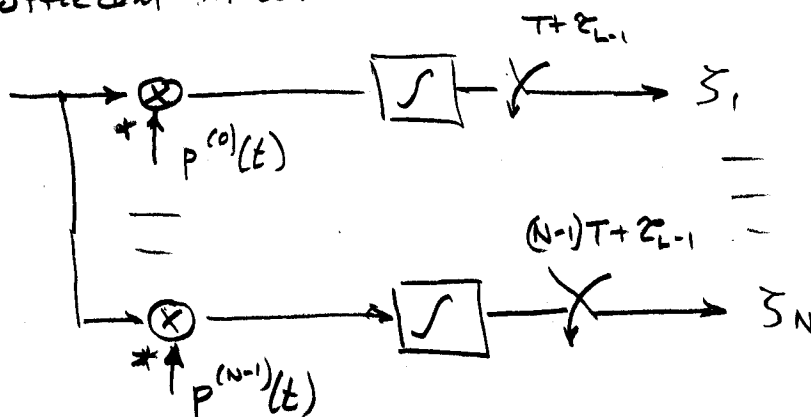 T+τ_{L-1}
⊗ ∫ ζ_1
* p^{(0)}(t)
(N-1)T+τ_{L-1}
⊗ ∫ ζ_N
* p^{(N-1)}(t)